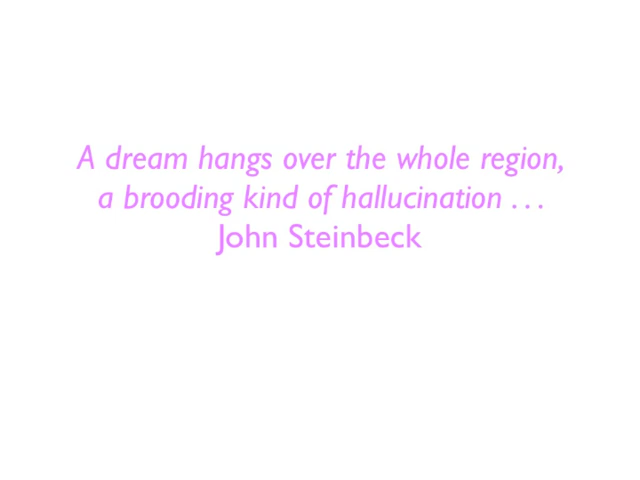 A dream hangs over the whole region,
a brooding kind of hallucination . . .
John Steinbeck